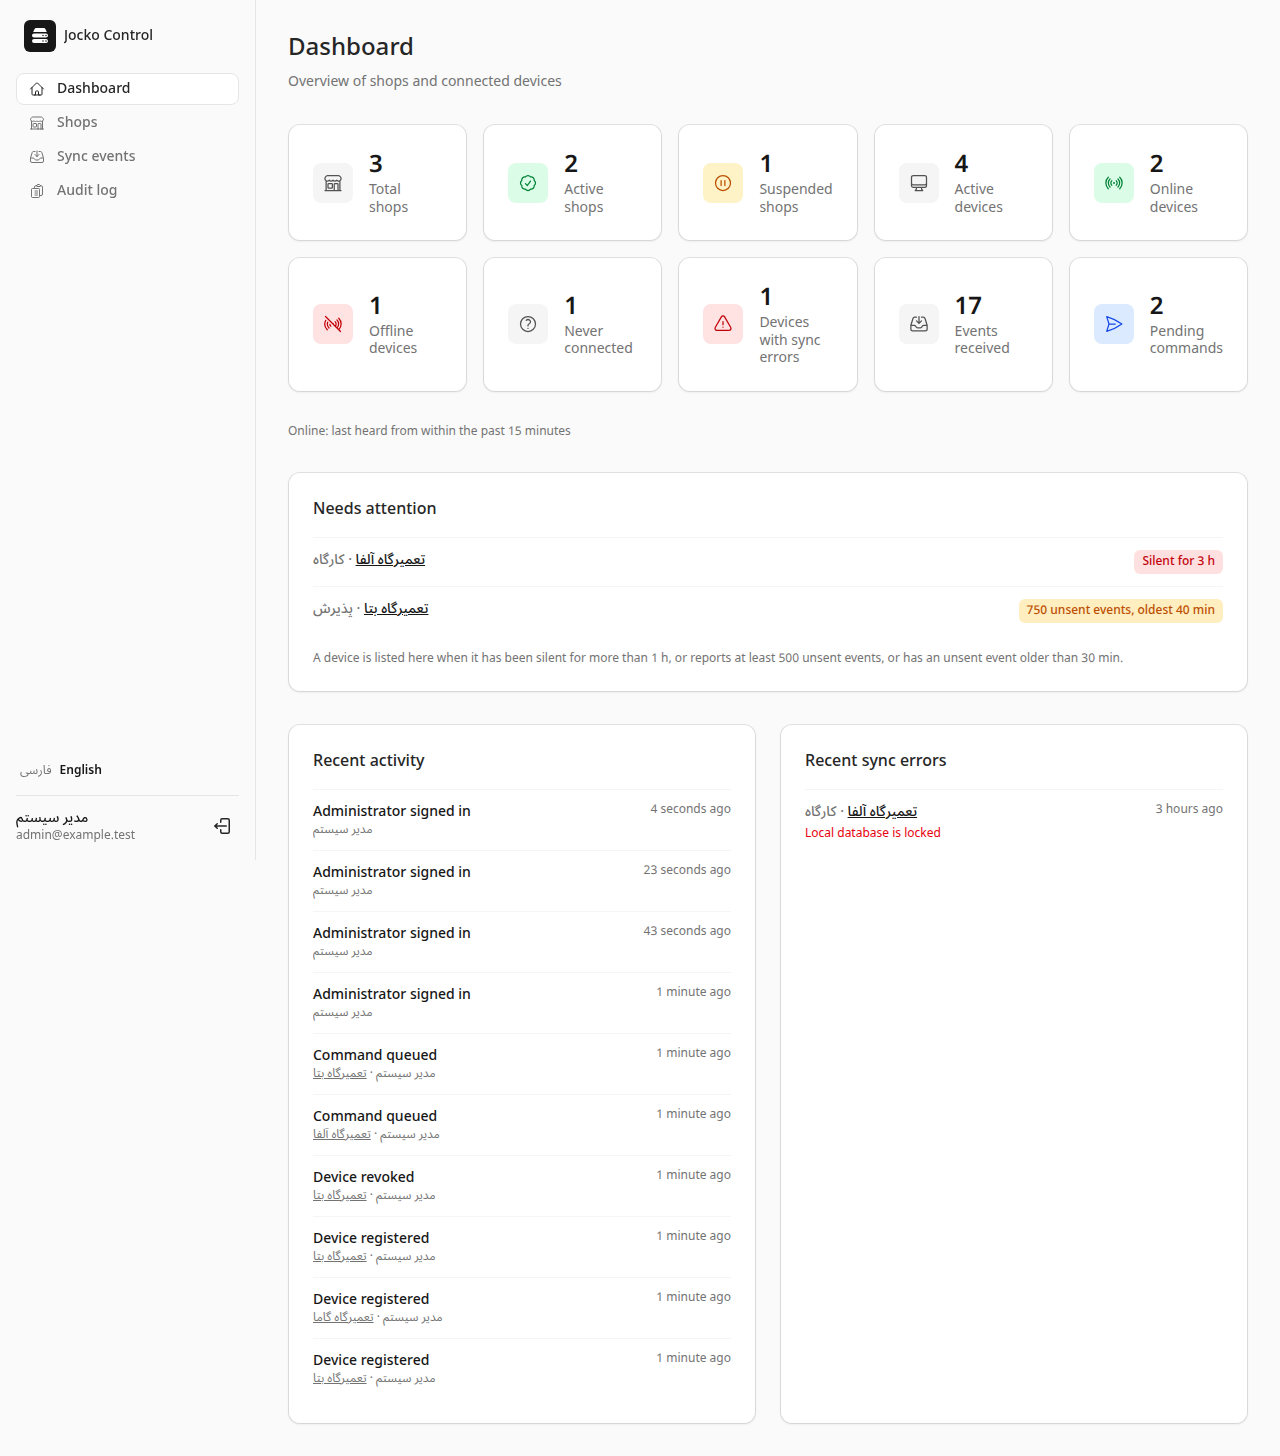 Jocko Control
Dashboard
Shops
Sync events
Audit log
فارسی English
مدیر سیستم
admin@example.test
Dashboard
Overview of shops and connected devices
3
Total
shops
2
Active
shops
1
Suspended
shops
4
Active
devices
2
Online
devices
1
Offline
devices
1
Never
connected
1
Devices
with sync
errors
17
Events
received
2
Pending
commands
Online: last heard from within the past 15 minutes
Needs attention
تعمیرگاه آلفا · کارگاه
Silent for 3 h
تعمیرگاه بتا · پذیرش
750 unsent events, oldest 40 min
A device is listed here when it has been silent for more than 1 h, or reports at least 500 unsent events, or has an unsent event older than 30 min.
Recent activity
Administrator signed in 4 seconds ago
مدیر سیستم
Administrator signed in 23 seconds ago
مدیر سیستم
Administrator signed in 43 seconds ago
مدیر سیستم
Administrator signed in 1 minute ago
مدیر سیستم
Command queued 1 minute ago
مدیر سیستم · تعمیرگاه بتا
Command queued 1 minute ago
مدیر سیستم · تعمیرگاه آلفا
Device revoked 1 minute ago
مدیر سیستم · تعمیرگاه بتا
Device registered 1 minute ago
مدیر سیستم · تعمیرگاه بتا
Device registered 1 minute ago
مدیر سیستم · تعمیرگاه گاما
Device registered 1 minute ago
مدیر سیستم · تعمیرگاه بتا
Recent sync errors
تعمیرگاه آلفا · کارگاه
3 hours ago
Local database is locked